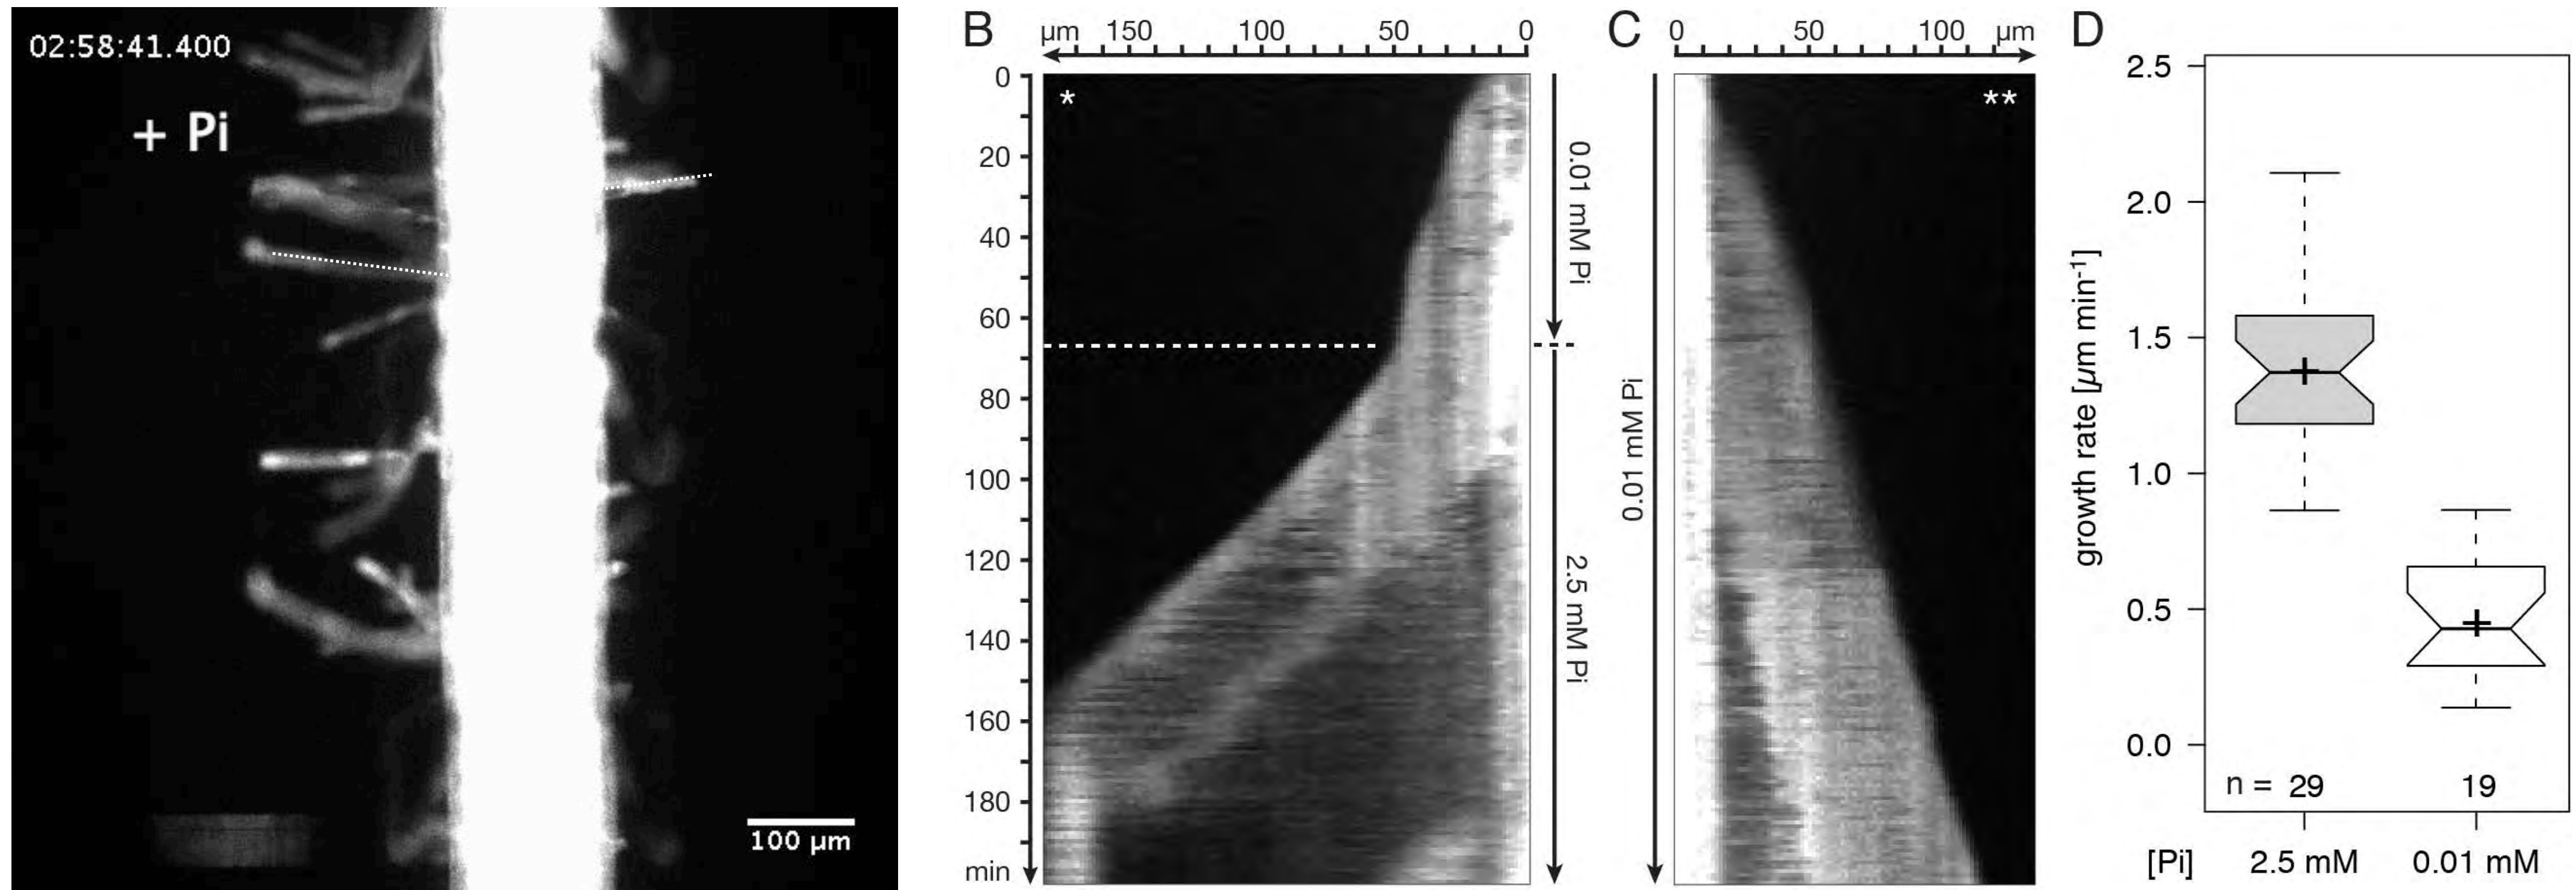 02:58:41.400
+ Pi
100 µm
B
µm 150 100 50 0
0
20
40
60
80
100
120
140
160
180
min
*
0.01 mM Pi
2.5 mM Pi
C
0 50 100 µm
**
0.01 mM Pi
D
growth rate [µm min-1]
2.5
2.0
1.5
1.0
0.5
0.0
n = 29 19
[Pi] 2.5 mM 0.01 mM